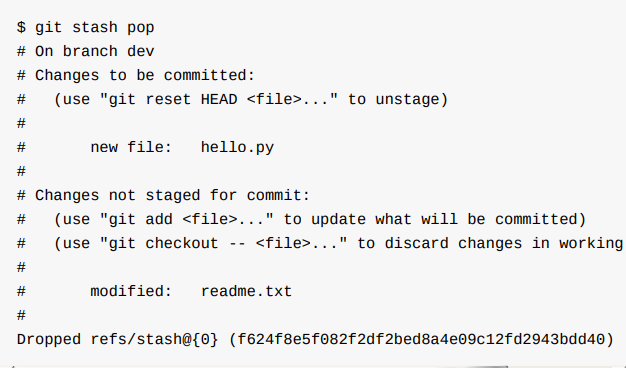 $ git stash pop
# On branch dev
# Changes to be committed:
#   (use "git reset HEAD <file>..." to unstage)
#
#       new file:   hello.py
#
# Changes not staged for commit:
#   (use "git add <file>..." to update what will be committed)
#   (use "git checkout -- <file>..." to discard changes in working
#
#       modified:   readme.txt
#
Dropped refs/stash@{0} (f624f8e5f082f2df2bed8a4e09c12fd2943bdd40)